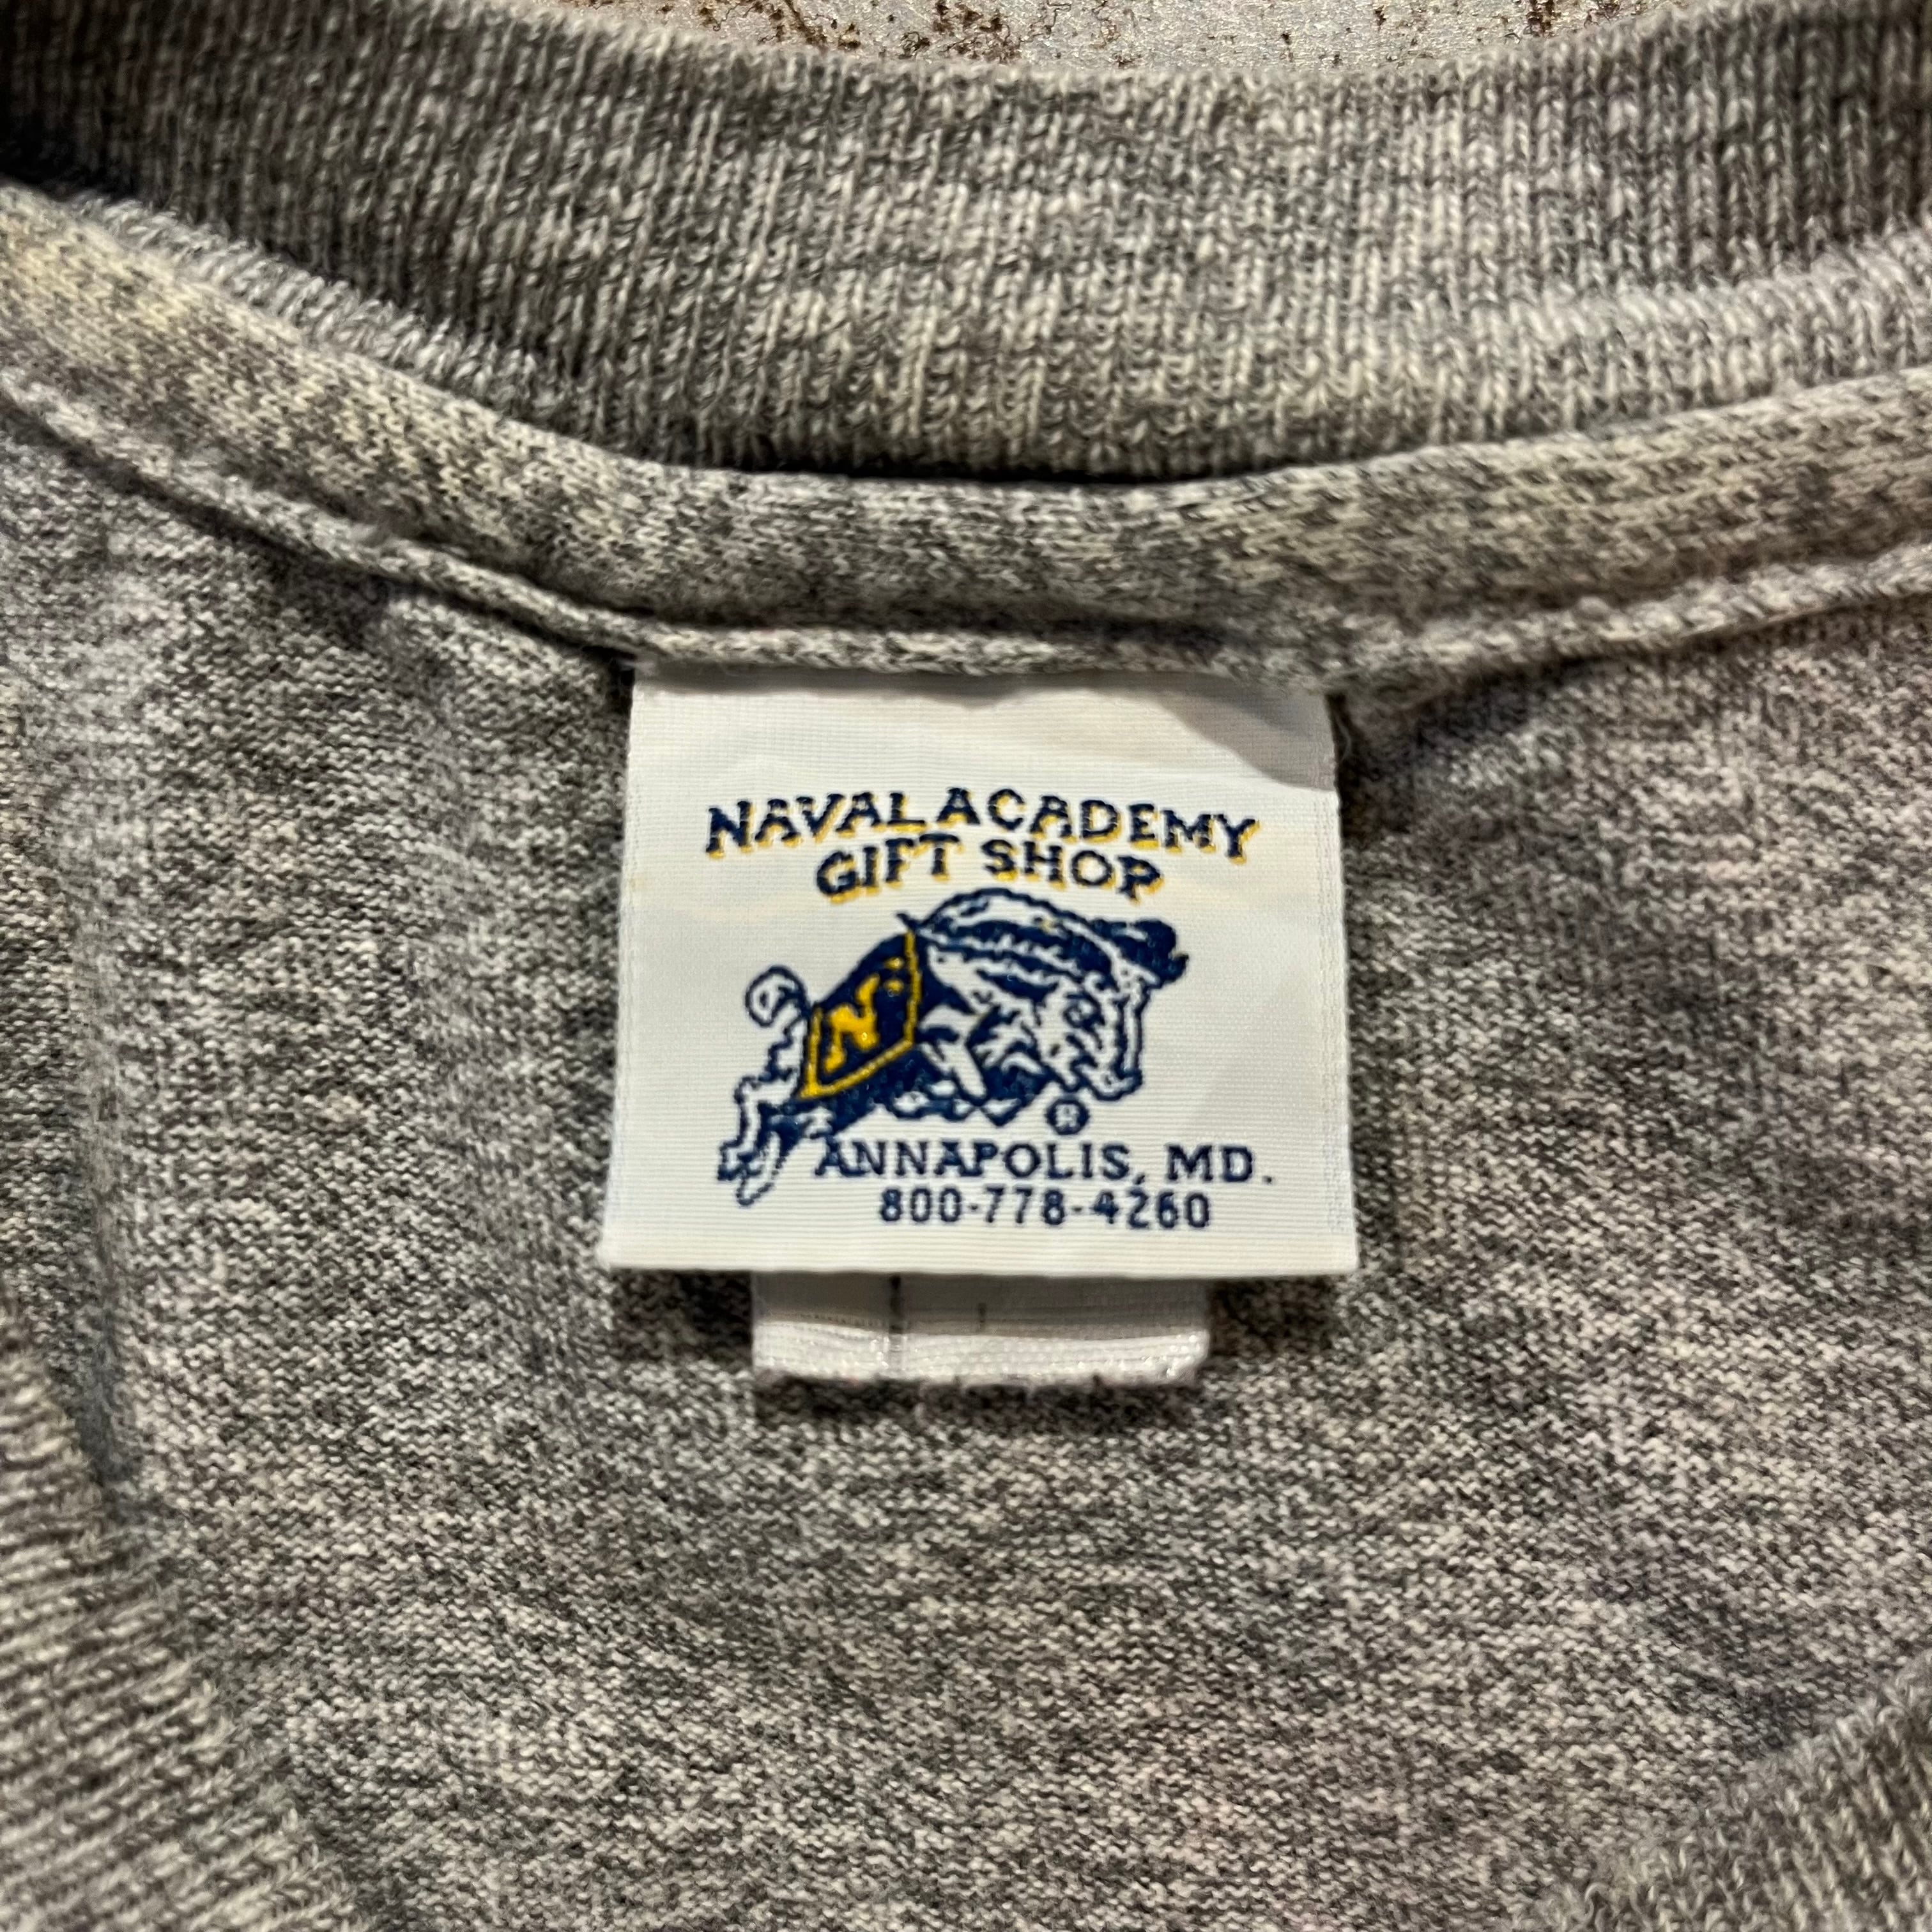 NAVAL ACADEMY
GIFT SHOP
N
®
ANNAPOLIS, MD.
800-778-4260